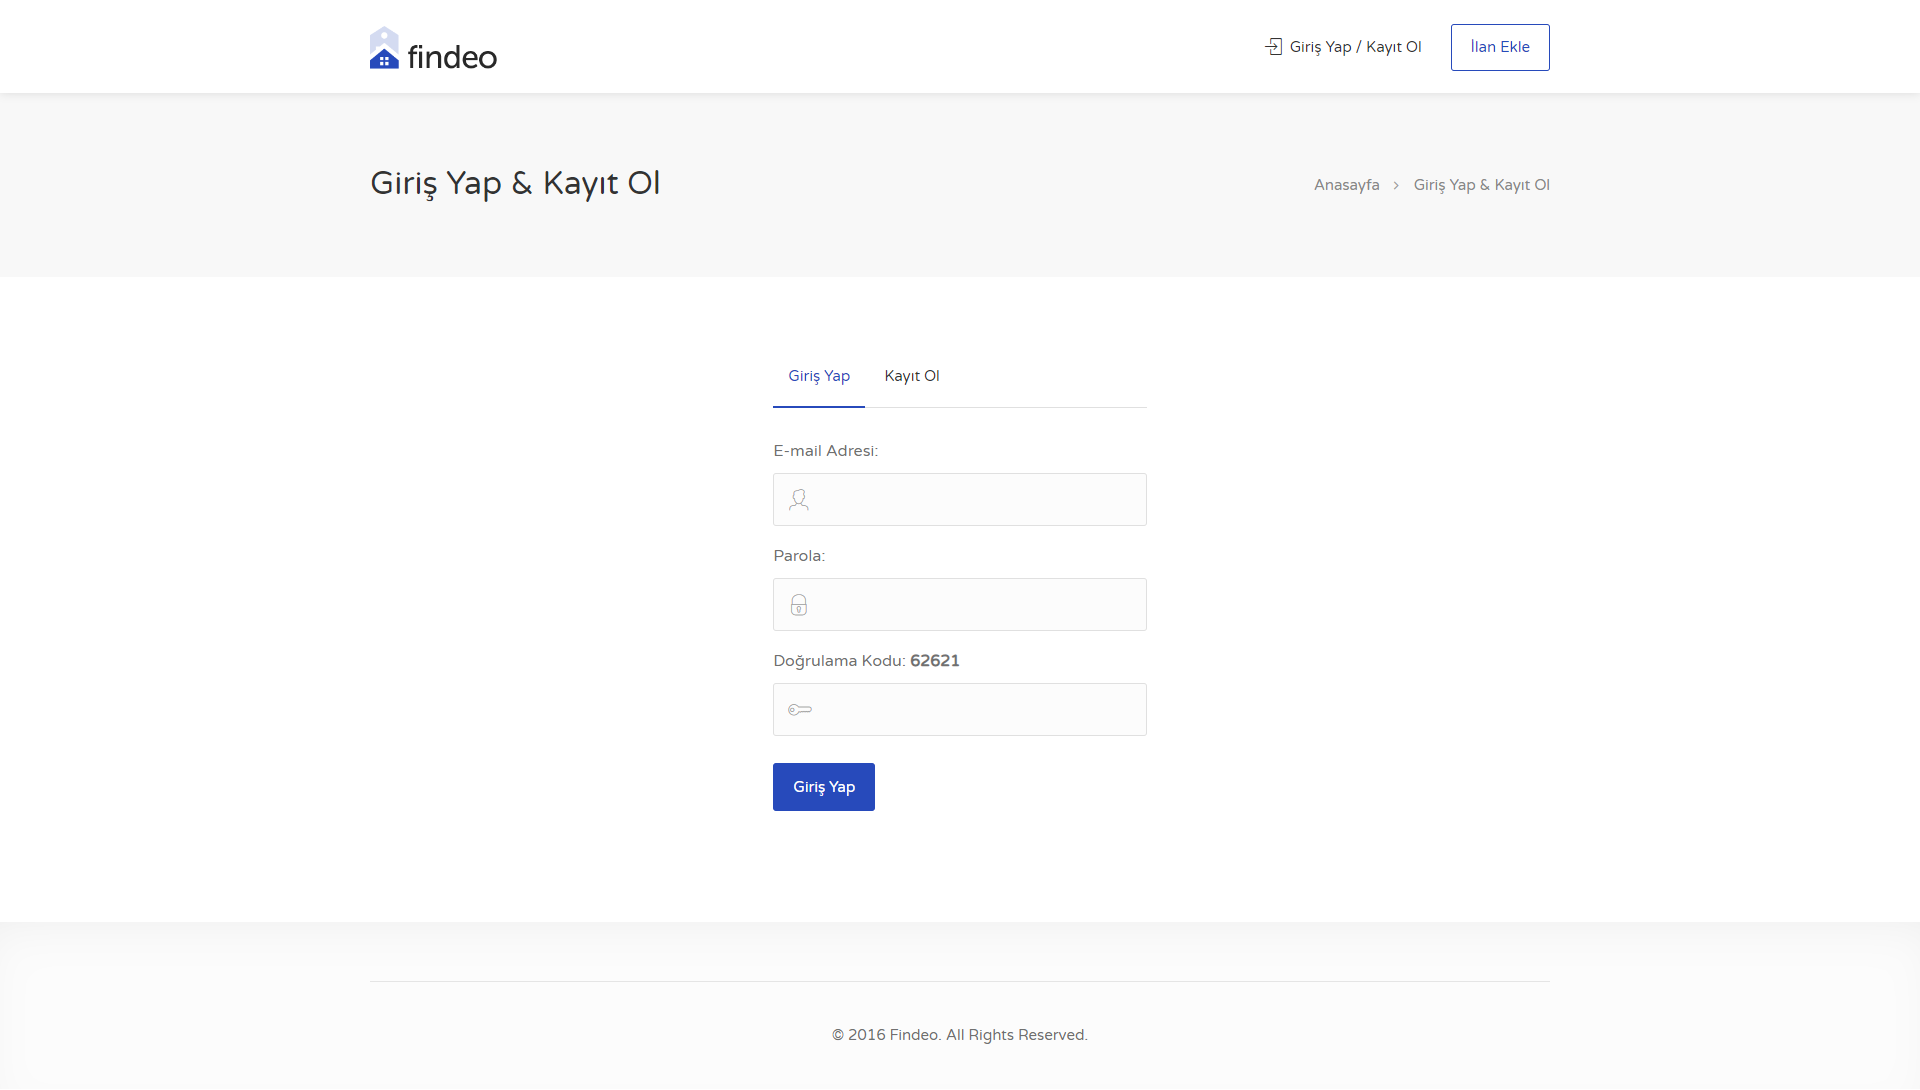 findeo
Giriş Yap / Kayıt Ol
İlan Ekle
Giriş Yap & Kayıt Ol
Anasayfa
Giriş Yap & Kayıt Ol
Giriş Yap
Kayıt Ol
E-mail Adresi:
Parola:
Doğrulama Kodu: 62621
Giriş Yap
© 2016 Findeo. All Rights Reserved.